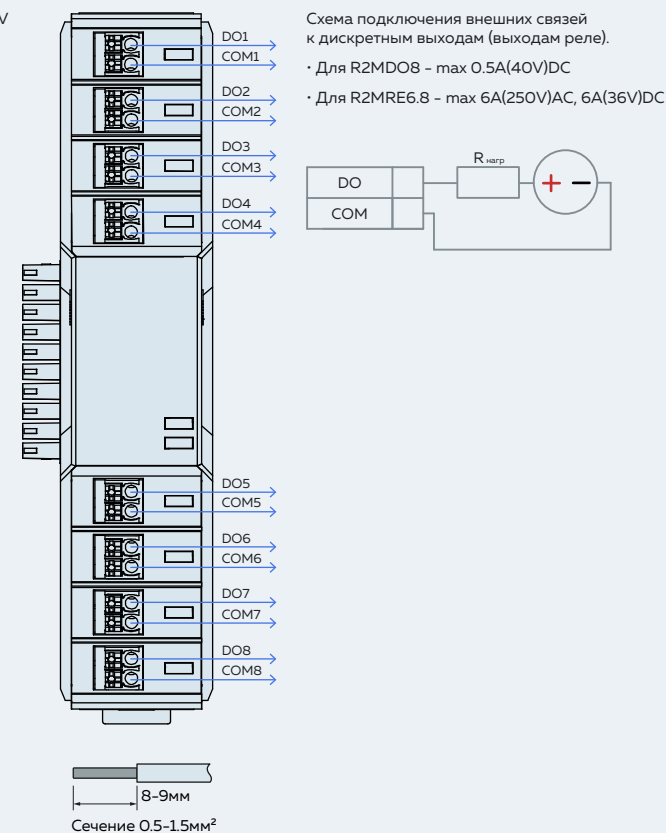 V
DO1
COM1
DO2
COM2
DO3
COM3
DO4
COM4
DO5
COM5
DO6
COM6
DO7
COM7
DO8
COM8
8-9мм
Сечение 0.5-1.5мм²
Схема подключения внешних связей
к дискретным выходам (выходам реле).
• Для R2MDO8 - max 0.5A(40V)DC
• Для R2MRE6.8 - max 6A(250V)AC, 6A(36V)DC
R нагр
DO
COM
+ −